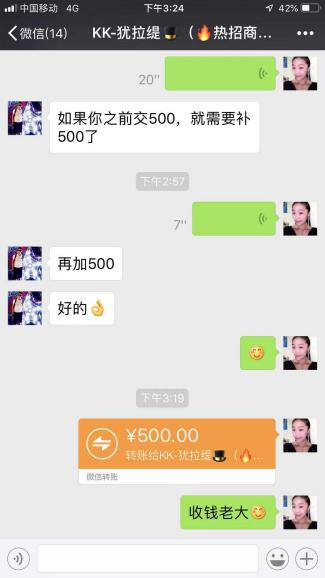 中国移动 4G 下午3:24 42%
微信(14) KK-犹拉缇🎩（🔥热招商...
20"
如果你之前交500，就需要补
500了
下午2:57
7"
再加500
好的👌
😊
下午3:19
¥500.00
转账给KK-犹拉缇🎩（🔥...
微信转账
收钱老大😊